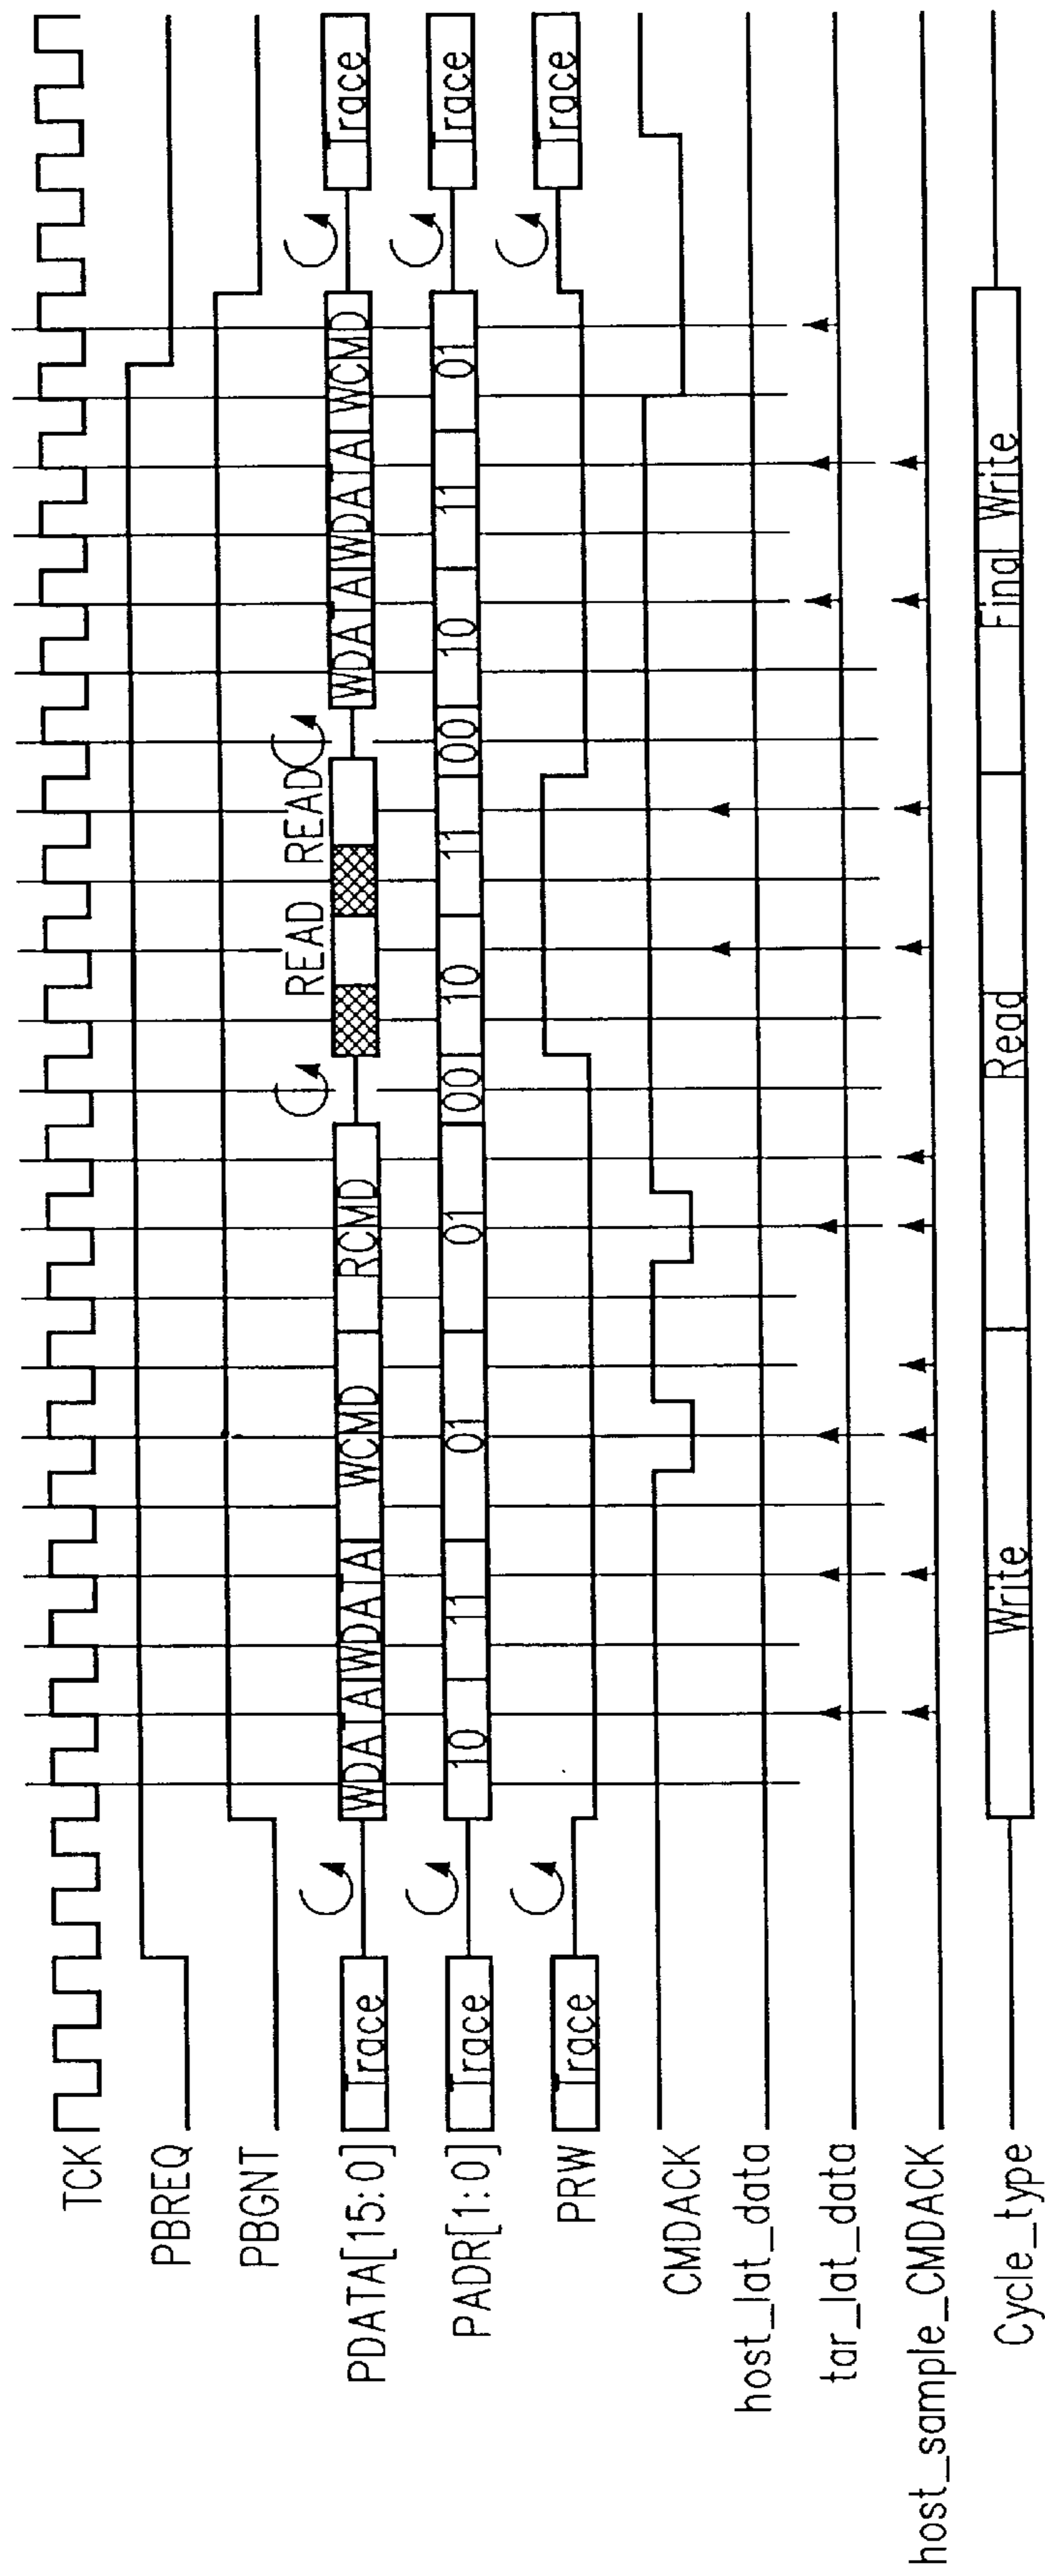 TCK
PBREQ
PBGNT
PDATA[15:0] Trace WDATA WDATA WCMD RCMD READ READ WDATA WDATA WCMD Trace
PADR[1:0] Trace 10 11 01 01 00 10 11 00 10 11 01 Trace
PRW Trace Trace
CMDACK
host_lat_data
tar_lat_data
host_sample_CMDACK
Cycle_type Write Read Final Write